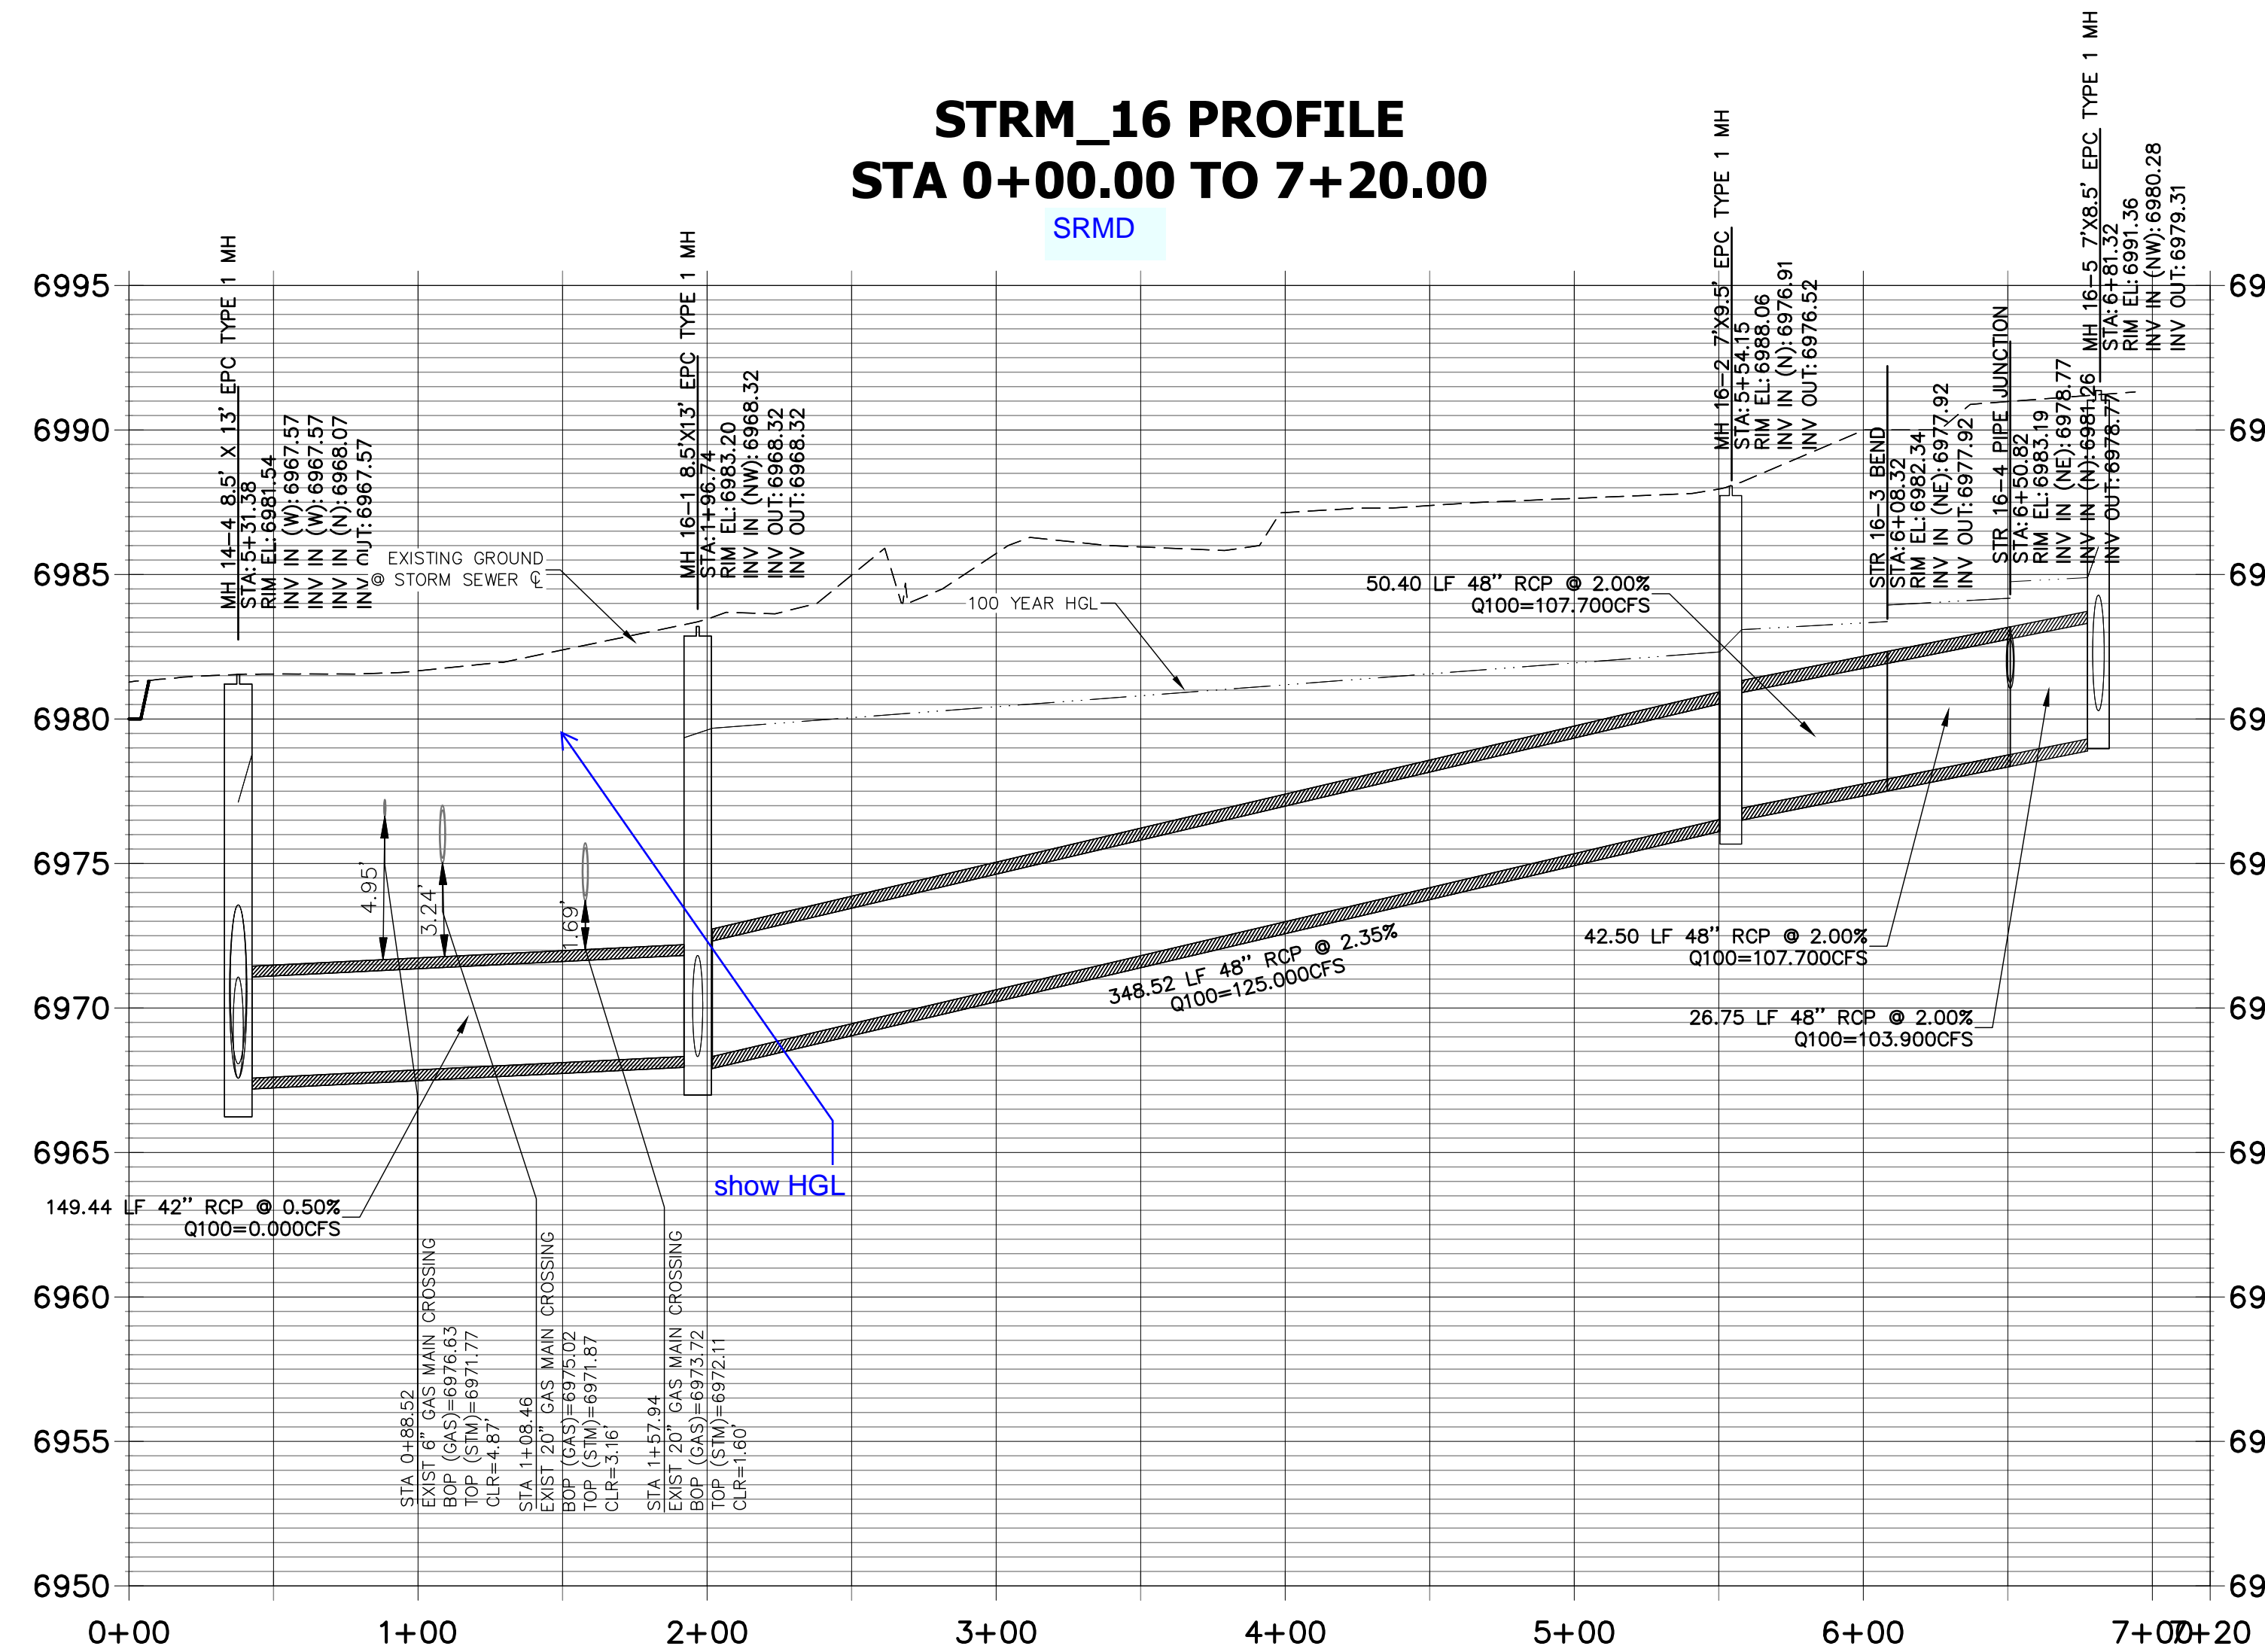 STRM_16 PROFILE
STA 0+00.00 TO 7+20.00
SRMD
MH 14-4 8.5' X 13' EPC TYPE 1 MH
STA: 5+31.38
RIM EL: 6981.54
INV IN (W): 6967.57
INV IN (W): 6967.57
INV IN (N): 6968.07
INV OUT: 6967.57
MH 16-1 8.5'X13' EPC TYPE 1 MH
STA: 1+96.74
RIM EL: 6983.20
INV IN (NW): 6968.32
INV OUT: 6968.32
INV OUT: 6968.32
MH 16-2 7'X9.5' EPC TYPE 1 MH
STA: 5+54.15
RIM EL: 6988.06
INV IN (N): 6976.91
INV OUT: 6976.52
STR 16-3 BEND
STA: 6+08.32
RIM EL: 6982.34
INV IN (NE): 6977.92
INV OUT: 6977.92
STR 16-4 PIPE JUNCTION
STA: 6+50.82
RIM EL: 6983.19
INV IN (NE): 6978.77
INV IN (N): 6981.26
INV OUT: 6978.77
MH 16-5 7'X8.5' EPC TYPE 1 MH
STA: 6+81.32
RIM EL: 6991.36
INV IN (NW): 6980.28
INV OUT: 6979.31
EXISTING GROUND
@ STORM SEWER ℄
100 YEAR HGL
50.40 LF 48" RCP @ 2.00%
Q100=107.700CFS
348.52 LF 48" RCP @ 2.35%
Q100=125.000CFS
42.50 LF 48" RCP @ 2.00%
Q100=107.700CFS
26.75 LF 48" RCP @ 2.00%
Q100=103.900CFS
4.95'
3.24'
1.69'
show HGL
149.44 LF 42" RCP @ 0.50%
Q100=0.000CFS
STA 0+88.52
EXIST 6" GAS MAIN CROSSING
BOP (GAS)=6976.63
TOP (STM)=6971.77
CLR=4.87'
STA 1+08.46
EXIST 20" GAS MAIN CROSSING
BOP (GAS)=6975.02
TOP (STM)=6971.87
CLR=3.16'
STA 1+57.94
EXIST 20" GAS MAIN CROSSING
BOP (GAS)=6973.72
TOP (STM)=6972.11
CLR=1.60'
6995
6990
6985
6980
6975
6970
6965
6960
6955
6950
69
69
69
69
69
69
69
69
69
69
0+00 1+00 2+00 3+00 4+00 5+00 6+00 7+00 7+20